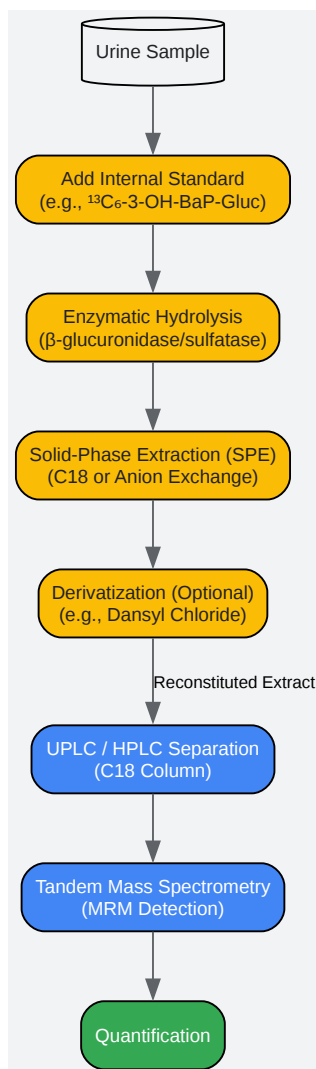 Urine Sample
Add Internal Standard
(e.g., ¹³C₆-3-OH-BaP-Gluc)
Enzymatic Hydrolysis
(β-glucuronidase/sulfatase)
Solid-Phase Extraction (SPE)
(C18 or Anion Exchange)
Derivatization (Optional)
(e.g., Dansyl Chloride)
Reconstituted Extract
UPLC / HPLC Separation
(C18 Column)
Tandem Mass Spectrometry
(MRM Detection)
Quantification